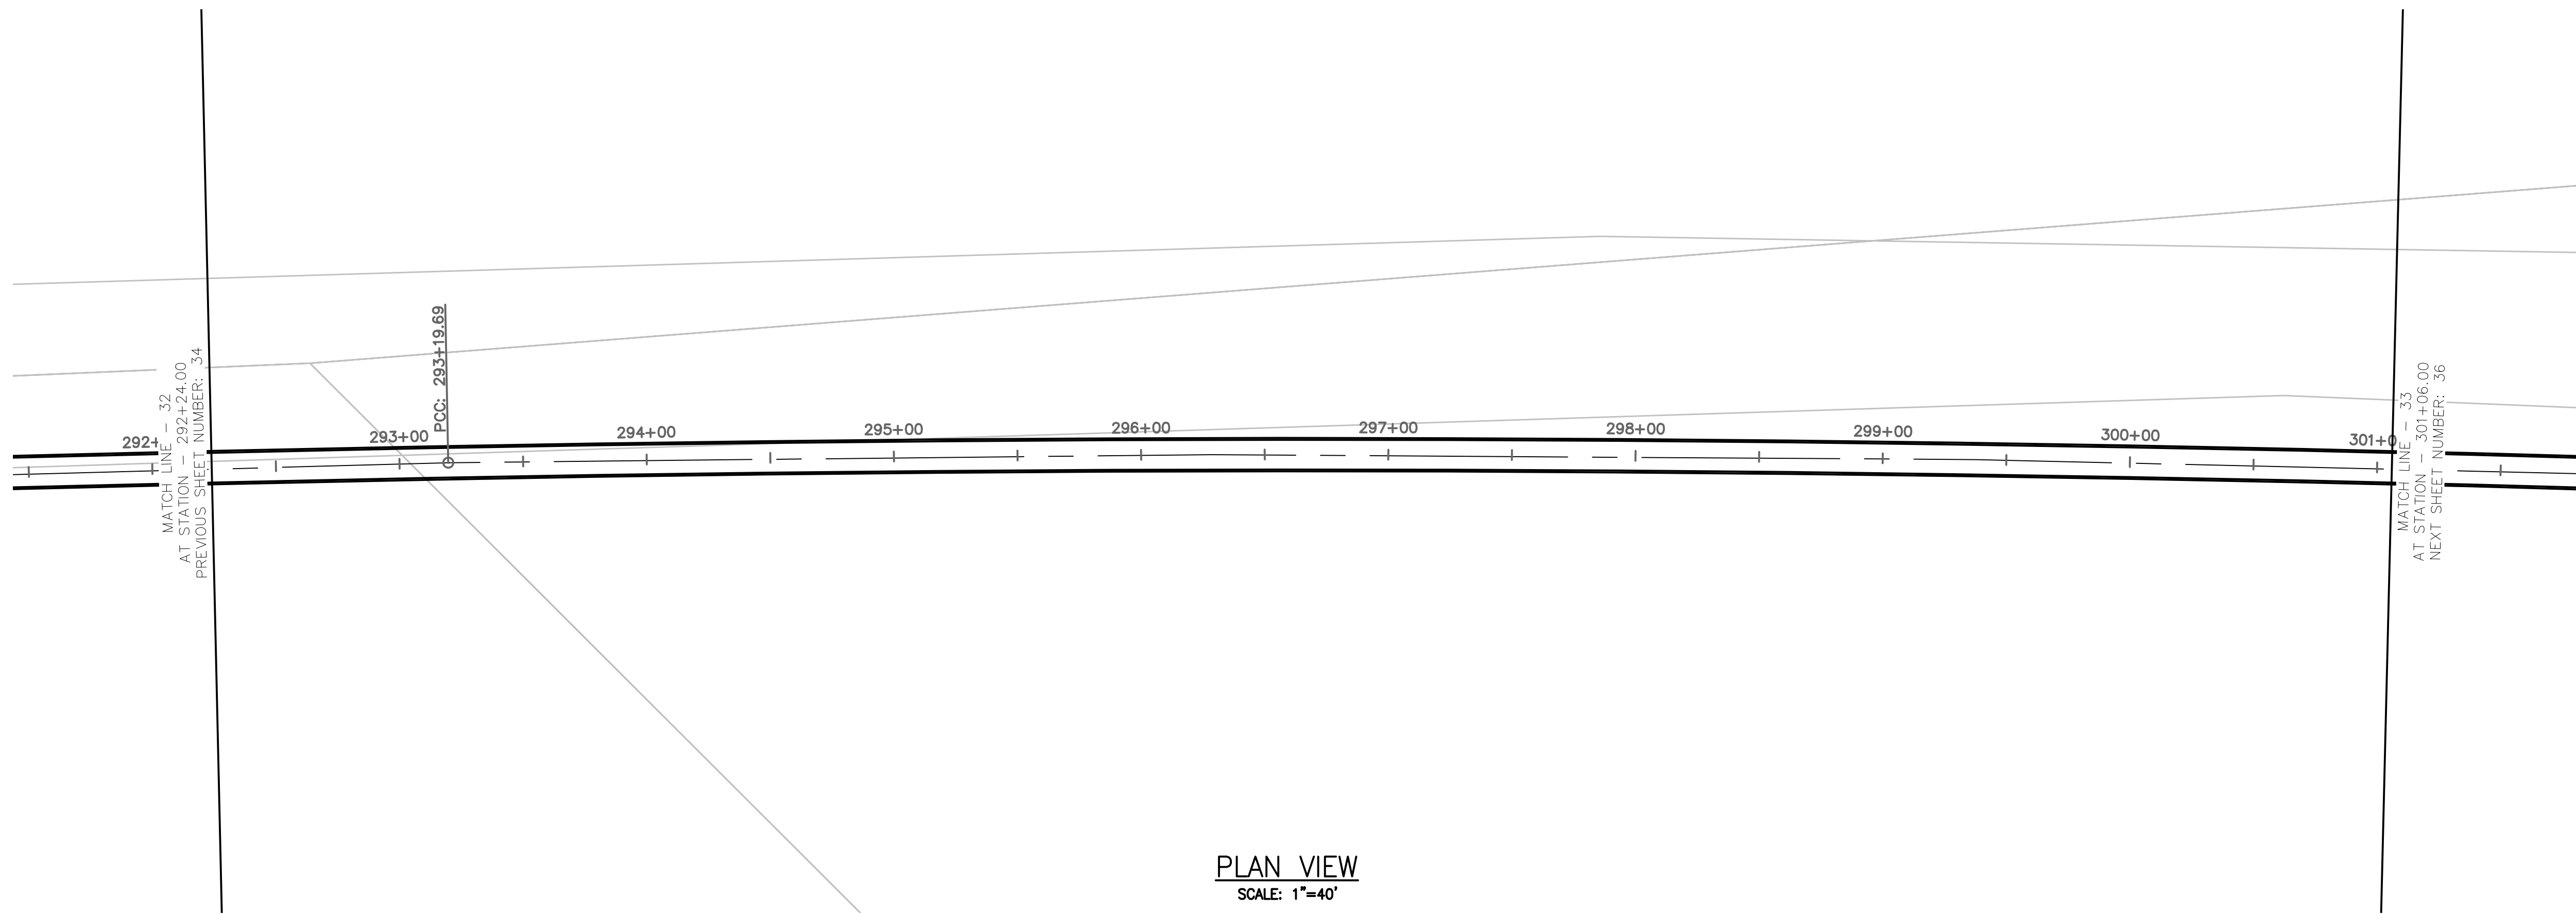 MATCH LINE - 32
AT STATION - 292+24.00
PREVIOUS SHEET NUMBER: 34
292+
293+00
PCC: 293+19.69
294+00
295+00
296+00
297+00
298+00
299+00
300+00
301+0
MATCH LINE - 33
AT STATION - 301+06.00
NEXT SHEET NUMBER: 36
PLAN VIEW
SCALE: 1"=40'